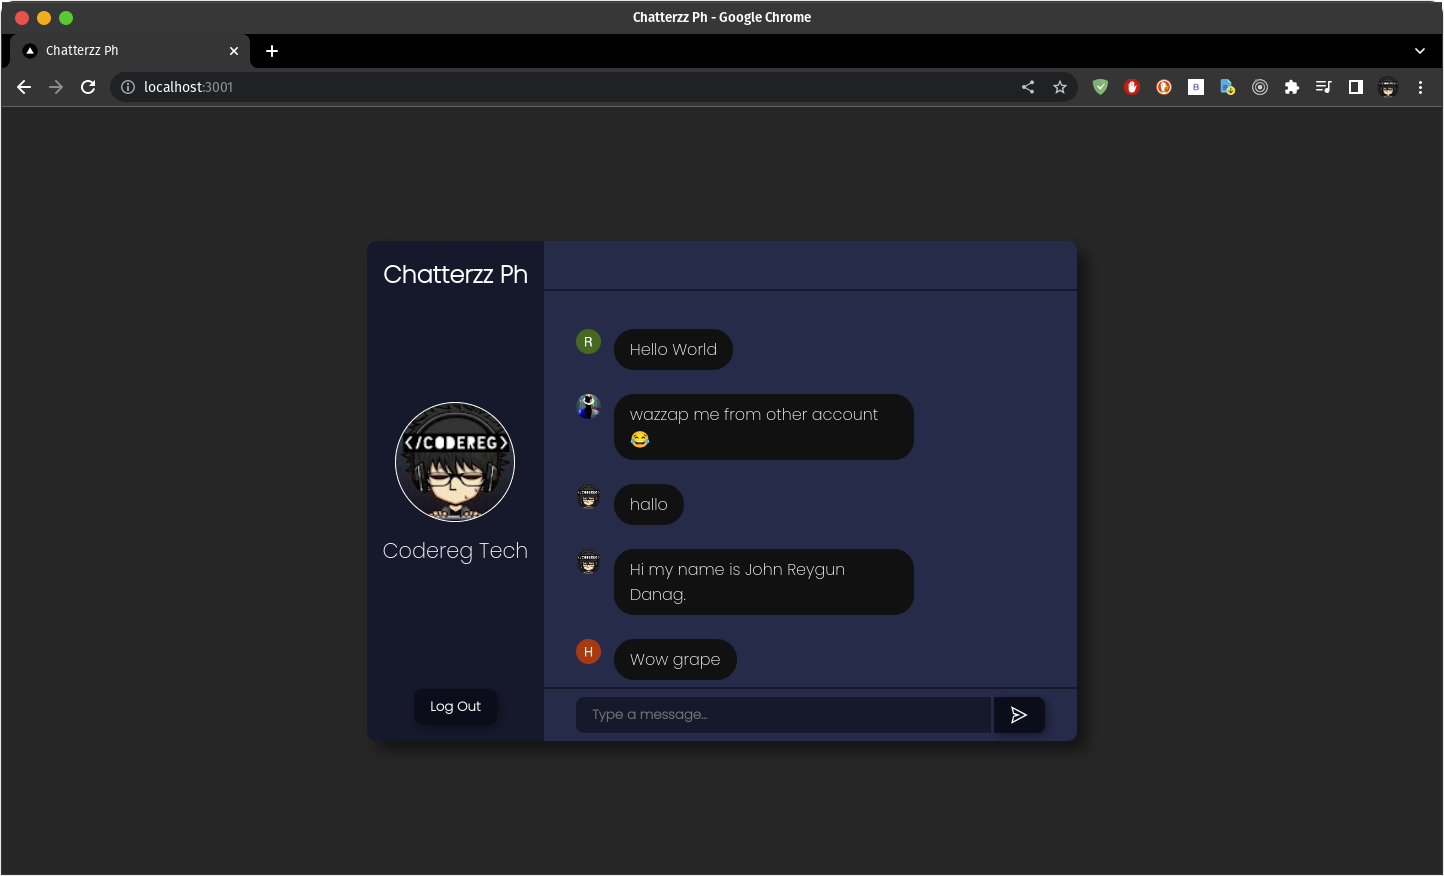 Chatterzz Ph - Google Chrome
Chatterzz Ph
localhost:3001
B
Chatterzz Ph
R
Hello World
wazzap me from other account
😂
</CODEREG>
hallo
Codereg Tech
Hi my name is John Reygun
Danag.
H
Wow grape
Log Out
Type a message...